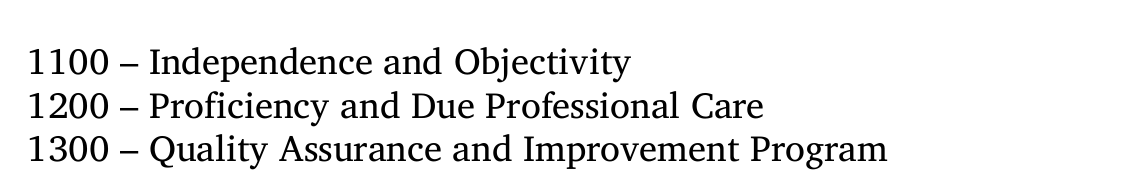 1100 – Independence and Objectivity
1200 – Proficiency and Due Professional Care
1300 – Quality Assurance and Improvement Program